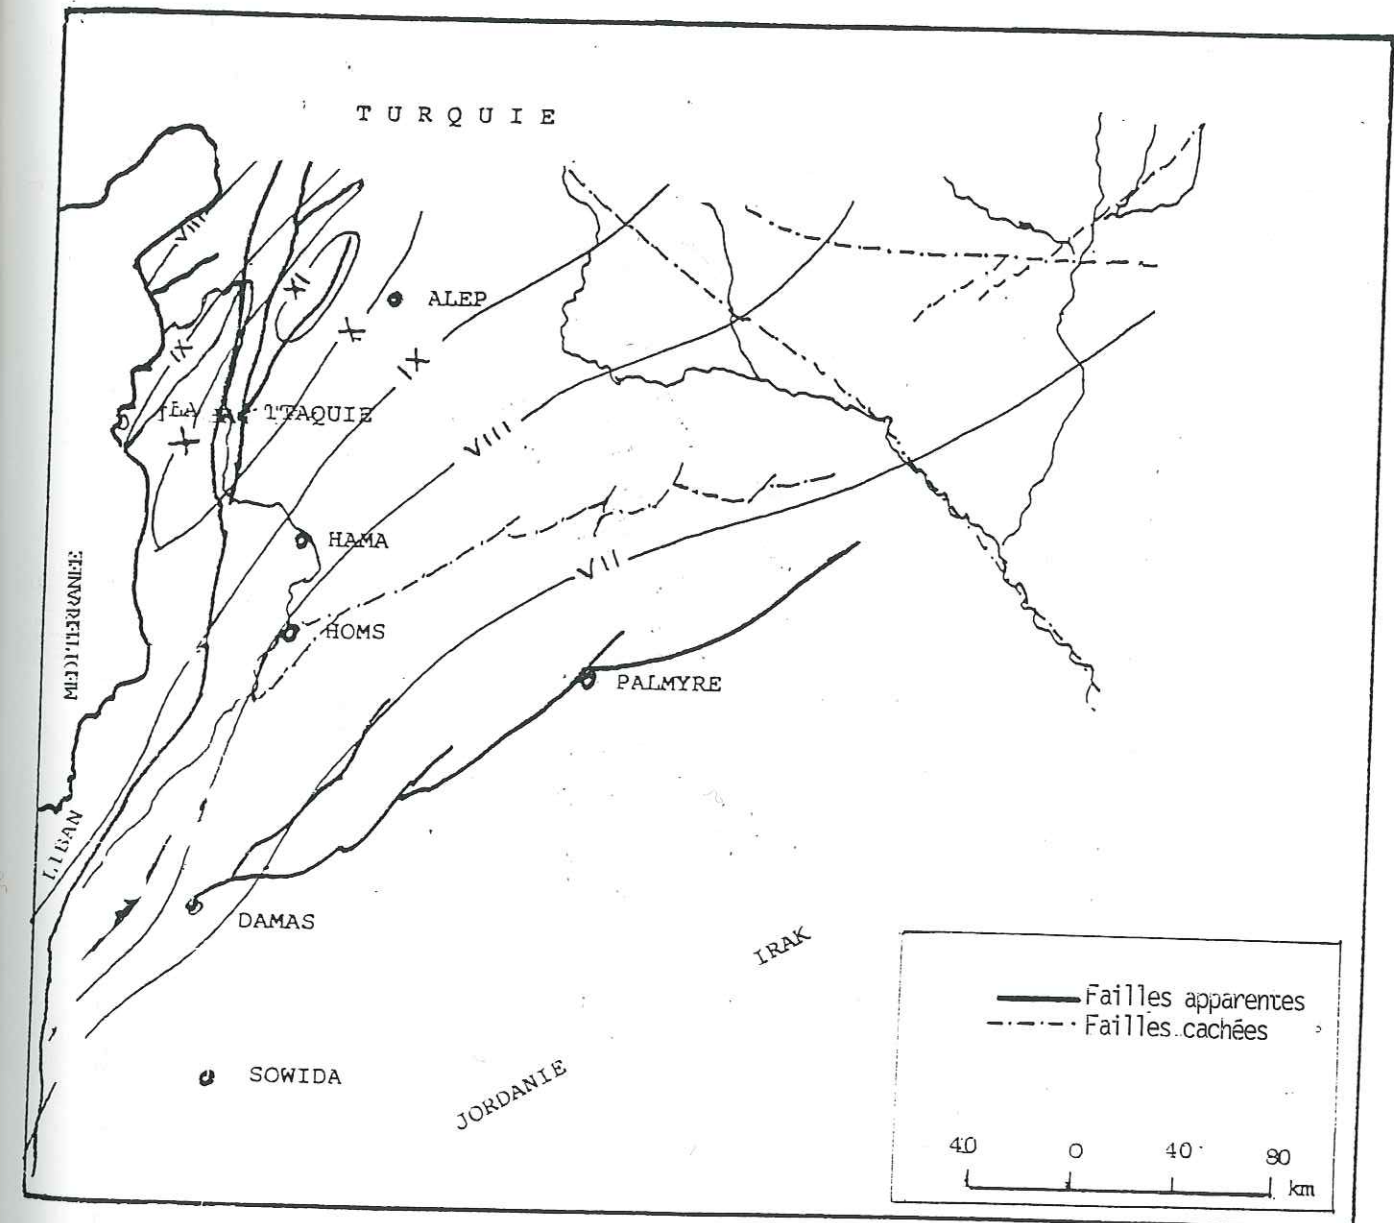 TURQUIE
VIII
XI
ALEP
X
IX
IX
LATTAQUIE
X
VIII
HAMA
VII
MEDITERRANEE
HOMS
PALMYRE
LIBAN
DAMAS
IRAK
Failles apparentes
Failles cachées
SOWIDA
JORDANIE
40 0 40 80
km